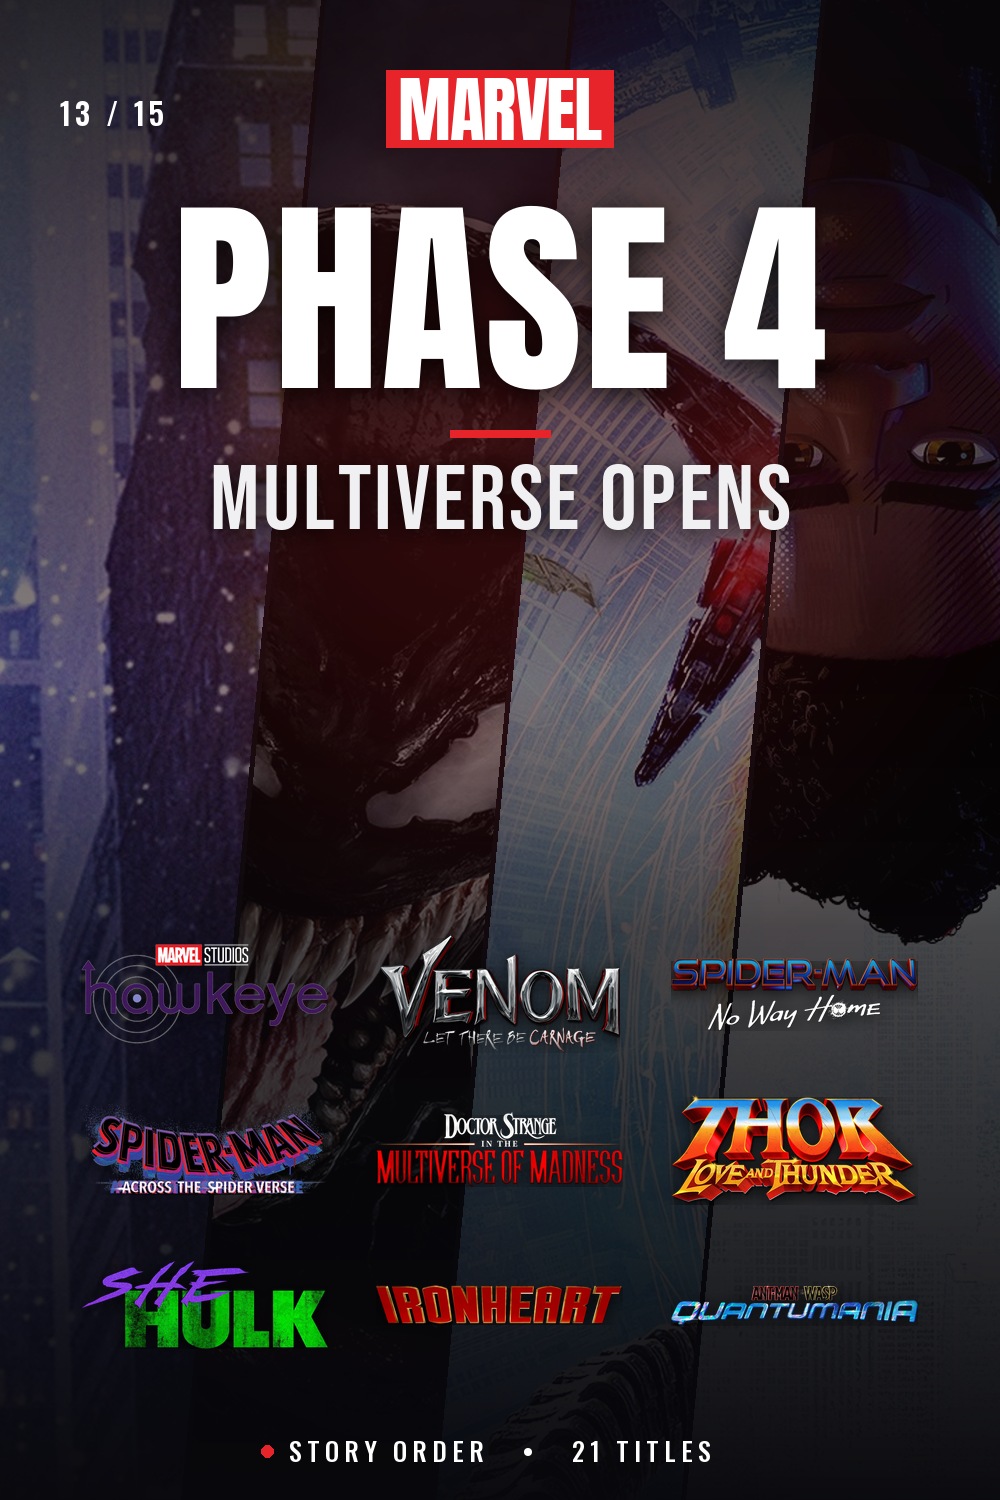 13 / 15
MARVEL
PHASE 4
MULTIVERSE OPENS
MARVEL STUDIOS
hawkeye
VENOM
LET THERE BE CARNAGE
SPIDER-MAN
No Way Home
SPIDER-MAN
ACROSS THE SPIDER VERSE
DOCTOR STRANGE
IN THE
MULTIVERSE OF MADNESS
THOR
LOVE AND THUNDER
SHE
HULK
IRONHEART
ANT-MAN WASP
QUANTUMANIA
STORY ORDER • 21 TITLES